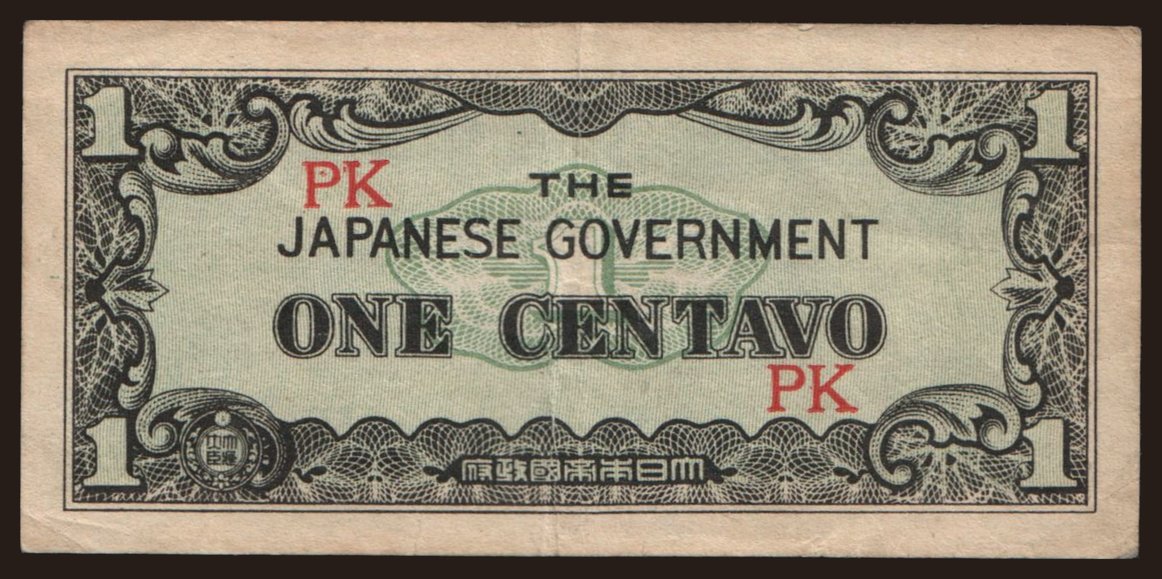 1 1
PK
THE
JAPANESE GOVERNMENT
ONE CENTAVO
PK
1 1
大日本帝國政府